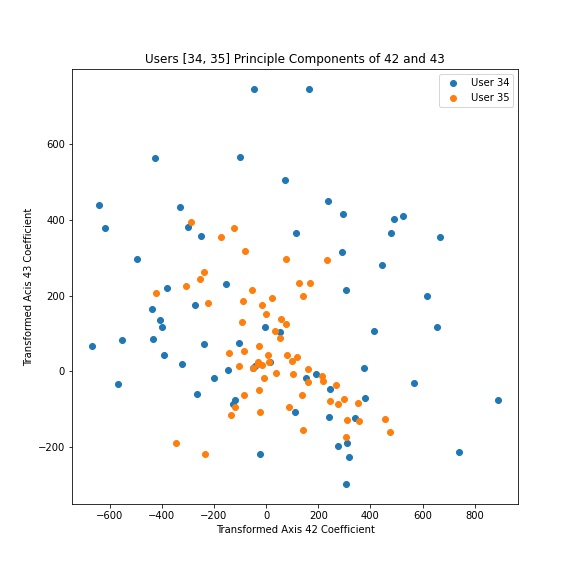 Users [34, 35] Principle Components of 42 and 43
User 34
User 35
Transformed Acis 43 Coefficient
600
400
200
0
−200
−600
−400
−200
0
200
400
600
800
Transformed Axis 42 Coefficient